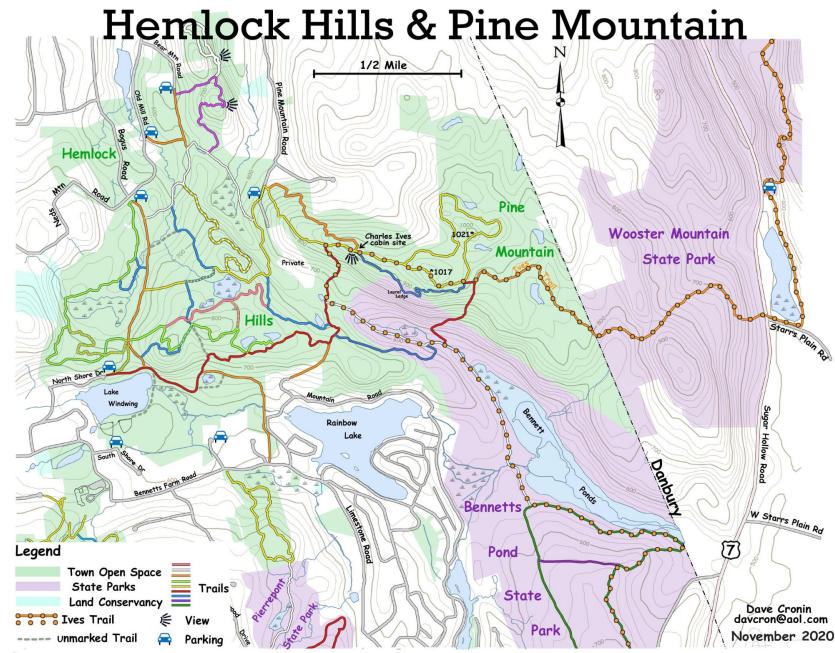 Hemlock Hills & Pine Mountain
1/2 Mile
N
Bear Mtn Road
Old Mill Rd
Bogus Road
Pine Mountain Road
Hemlock
Neds Mtn Road
Pine
Mountain
Charles Ives
cabin site
1021'
*1017
Private
Laurel
Ledge
Wooster Mountain
State Park
Hills
Starrs Plain Rd
North Shore Dr
Lake
Windwing
Mountain Road
Rainbow
Lake
South Shore Dr
Bennetts Farm Road
Limestone Road
Bennett
Ponds
Danbury
Sugar Hollow Road
W Starrs Plain Rd
7
Bennetts
Pond
State
Park
Pierrepont
State Park
Drive
Legend
Town Open Space
State Parks
Land Conservancy
Trails
Ives Trail
View
unmarked Trail
Parking
Dave Cronin
davcron@aol.com
November 2020